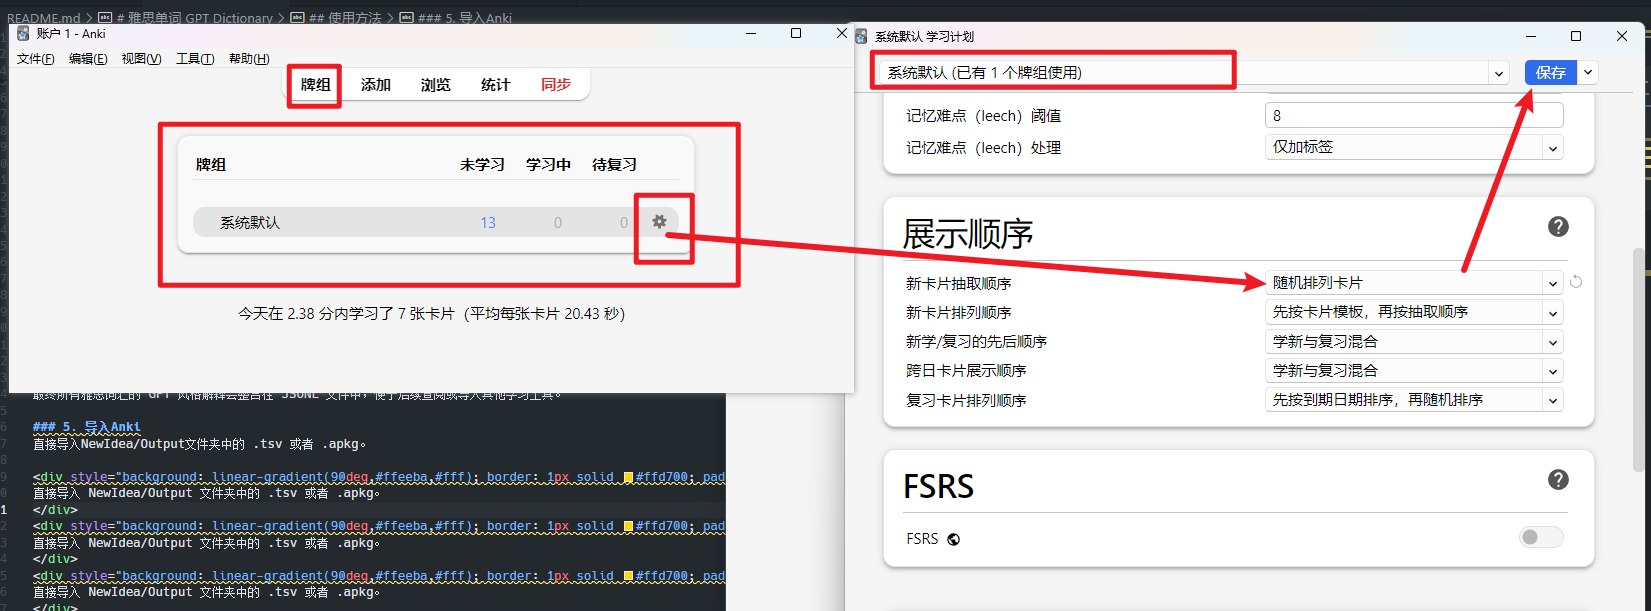 README.md > # 雅思单词 GPT Dictionary > ## 使用方法 > ### 5. 导入Anki
账户 1 - Anki
文件(F) 编辑(E) 视图(V) 工具(T) 帮助(H)
牌组 添加 浏览 统计 同步
牌组 未学习 学习中 待复习
系统默认 13 0 0
今天在 2.38 分内学习了 7 张卡片（平均每张卡片 20.43 秒）
最终所有雅思词汇的 GPT 风格解释会整合在 JSONL 文件中，便于后续查阅或导入其他学习工具。
### 5. 导入Anki
直接导入NewIdea/Output文件夹中的 .tsv 或者 .apkg。
<div style="background: linear-gradient(90deg,#ffeeba,#fff); border: 1px solid #ffd700; pad
直接导入 NewIdea/Output 文件夹中的 .tsv 或者 .apkg。
</div>
<div style="background: linear-gradient(90deg,#ffeeba,#fff); border: 1px solid #ffd700; pad
直接导入 NewIdea/Output 文件夹中的 .tsv 或者 .apkg。
</div>
<div style="background: linear-gradient(90deg,#ffeeba,#fff); border: 1px solid #ffd700; pad
直接导入 NewIdea/Output 文件夹中的 .tsv 或者 .apkg。
</div>
系统默认 学习计划
系统默认 (已有 1 个牌组使用)
保存
记忆难点（leech）阈值 8
记忆难点（leech）处理 仅加标签
展示顺序
新卡片抽取顺序 随机排列卡片
新卡片排列顺序 先按卡片模板，再按抽取顺序
新学/复习的先后顺序 学新与复习混合
跨日卡片展示顺序 学新与复习混合
复习卡片排列顺序 先按到期日期排序，再随机排序
FSRS
FSRS